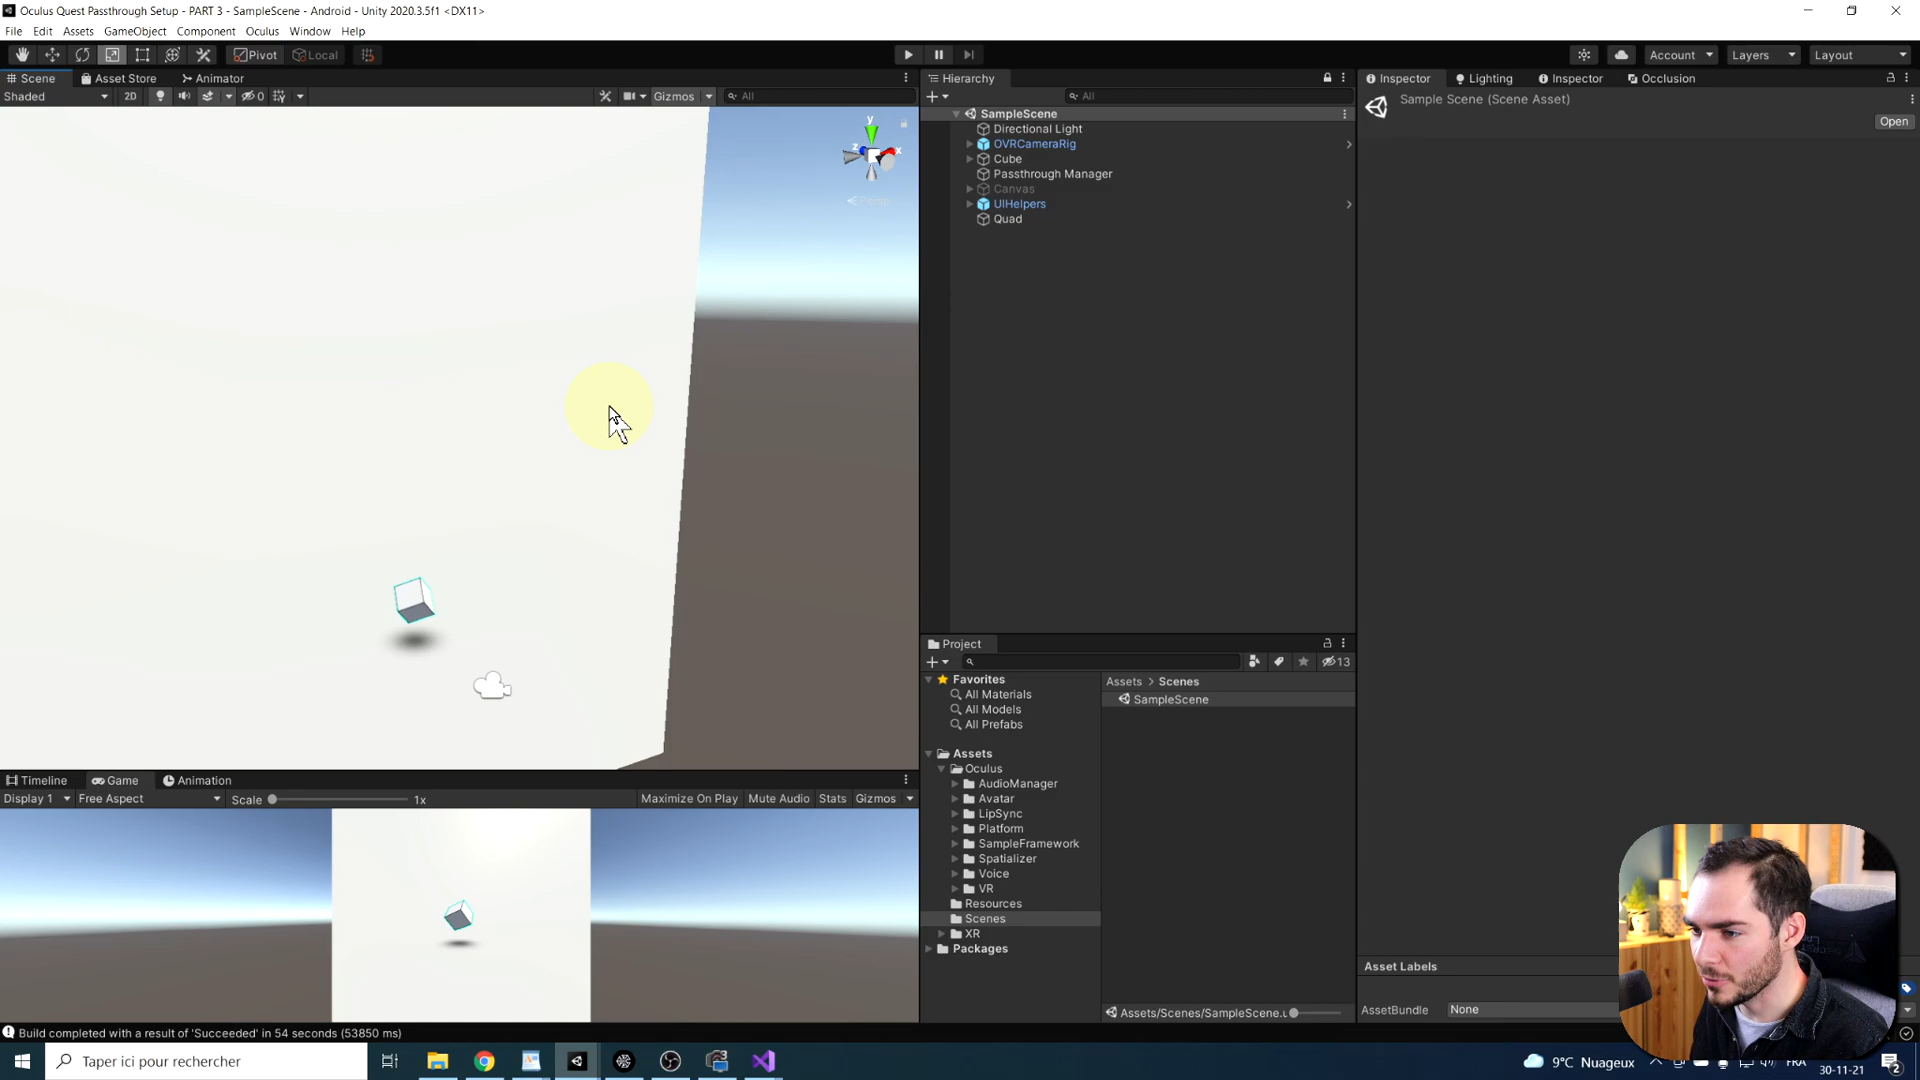 Oculus Quest Passthrough Setup - PART 3 - SampleScene - Android - Unity 2020.3.5f1 <DX11>
File Edit Assets GameObject Component Oculus Window Help
Pivot Local Account Layers Layout
Scene Asset Store Animator
Shaded 2D 0 Gizmos All
y
x
z
Persp
Hierarchy
All
SampleScene
Directional Light
OVRCameraRig
Cube
Passthrough Manager
Canvas
UIHelpers
Quad
Inspector Lighting Inspector Occlusion
Sample Scene (Scene Asset)
Open
Project
13
Favorites
All Materials
All Models
All Prefabs
Assets
Oculus
AudioManager
Avatar
LipSync
Platform
SampleFramework
Spatializer
Voice
VR
Resources
Scenes
XR
Packages
Assets > Scenes
SampleScene
Assets/Scenes/SampleScene.u
Asset Labels
AssetBundle None
Timeline Game Animation
Display 1 Free Aspect Scale 1x Maximize On Play Mute Audio Stats Gizmos
Build completed with a result of 'Succeeded' in 54 seconds (53850 ms)
Taper ici pour rechercher
9°C Nuageux
FRA
30-11-21
2